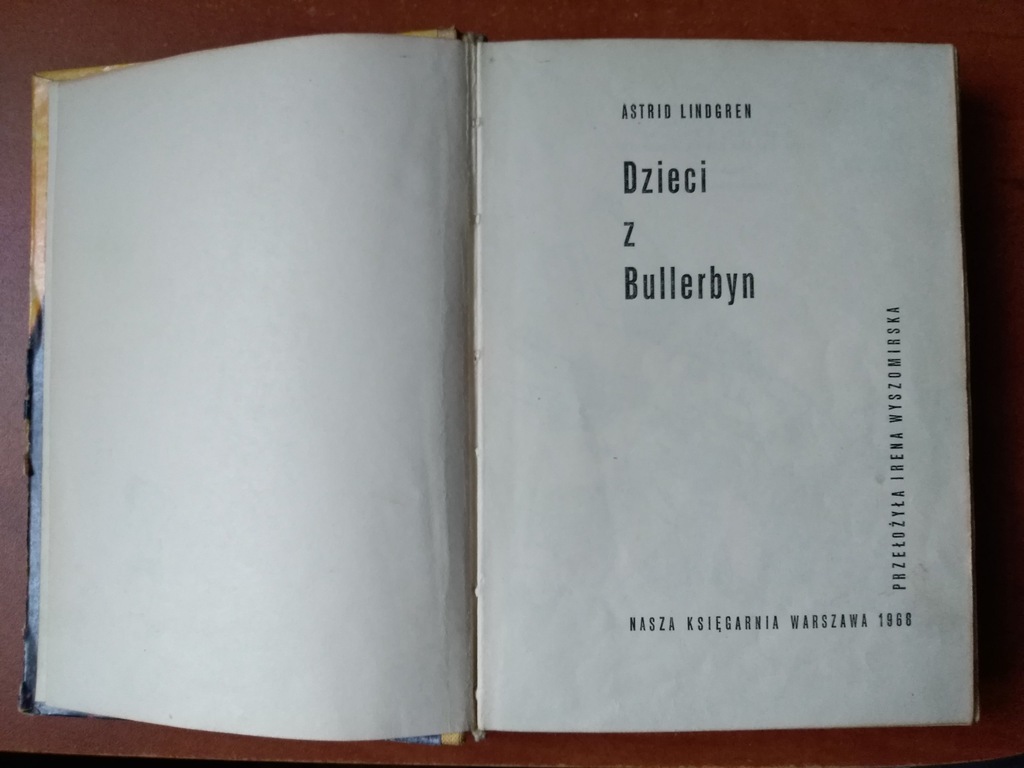 ASTRID LINDGREN
Dzieci
z
Bullerbyn
PRZEŁOŻYŁA IRENA WYSZOMIRSKA
NASZA KSIĘGARNIA WARSZAWA 1968